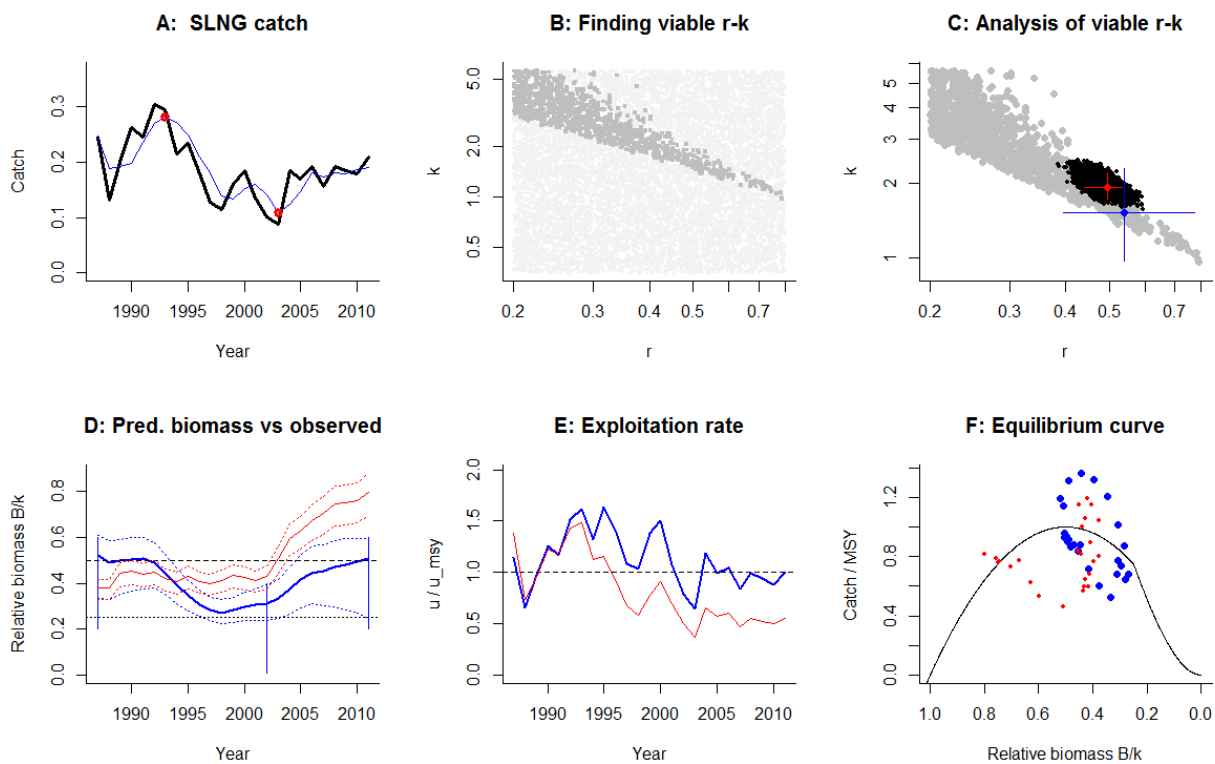 A:  SLNG catch
Catch
0.0 0.1 0.2 0.3
1990 1995 2000 2005 2010
Year
B: Finding viable r-k
k
0.5 1.0 2.0 5.0
0.2 0.3 0.4 0.5 0.7
r
C: Analysis of viable r-k
k
1 2 3 4 5
0.2 0.3 0.4 0.5 0.7
r
D: Pred. biomass vs observed
Relative biomass B/k
0.0 0.2 0.4 0.6 0.8
1990 1995 2000 2005 2010
Year
E: Exploitation rate
u / u_msy
0.0 0.5 1.0 1.5 2.0
1990 1995 2000 2005 2010
Year
F: Equilibrium curve
Catch / MSY
0.0 0.4 0.8 1.2
1.0 0.8 0.6 0.4 0.2 0.0
Relative biomass B/k